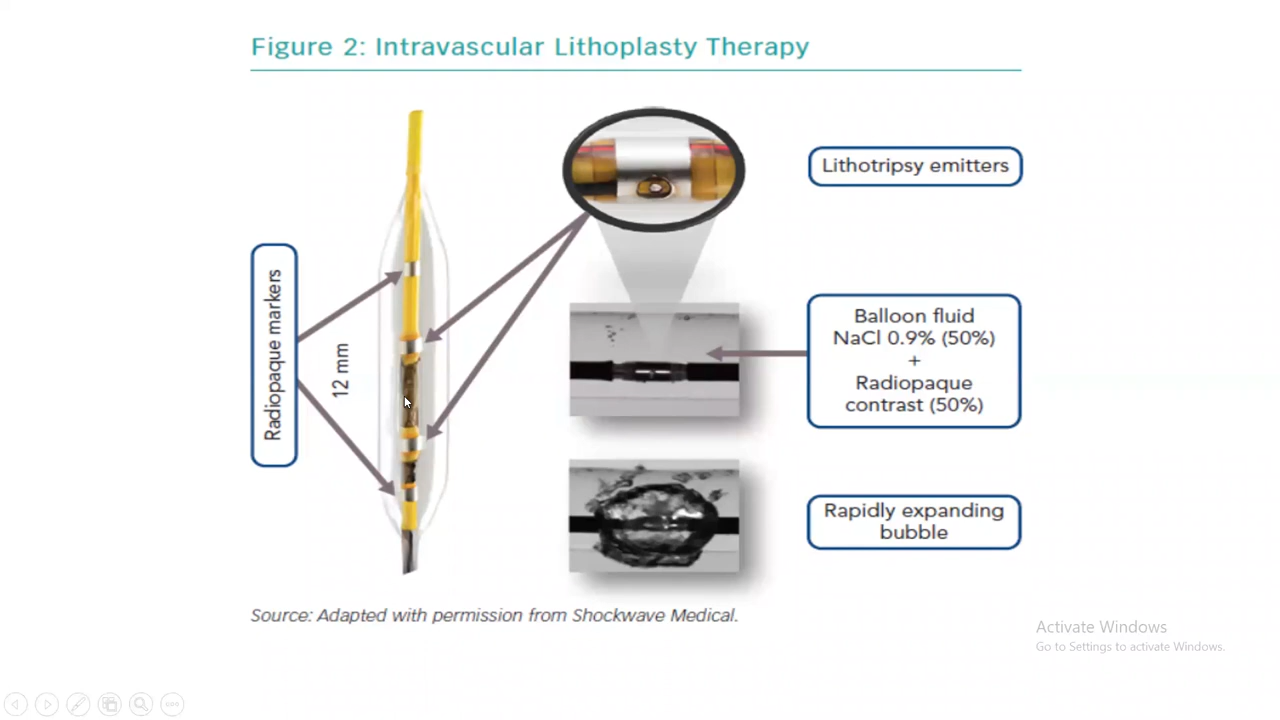 Figure 2: Intravascular Lithoplasty Therapy
Radiopaque markers
12 mm
Lithotripsy emitters
Balloon fluid
NaCl 0.9% (50%)
+
Radiopaque
contrast (50%)
Rapidly expanding
bubble
Source: Adapted with permission from Shockwave Medical.
Activate Windows
Go to Settings to activate Windows.